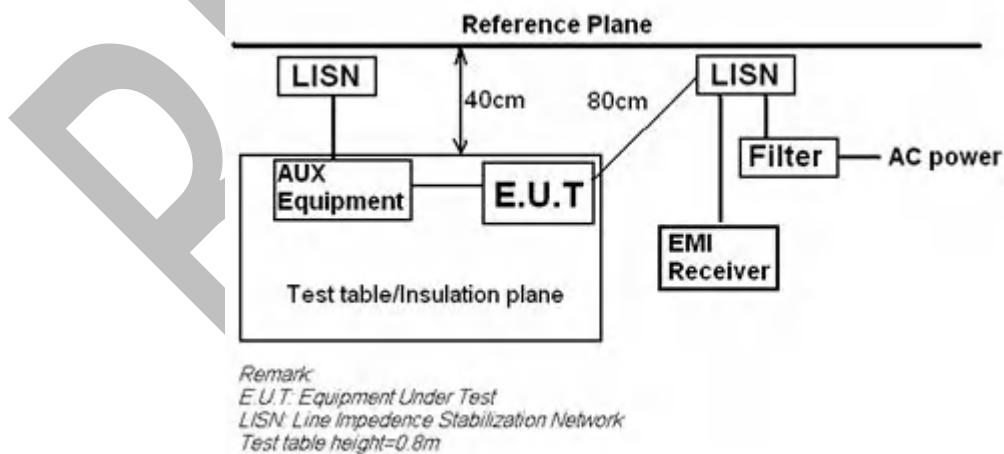 Reference Plane
LISN
LISN
40cm
80cm
Filter
AC power
AUX
Equipment
E.U.T
EMI
Receiver
Test table/Insulation plane
Remark
E.U.T: Equipment Under Test
LISN: Line Impedence Stabilization Network
Test table height=0.8m